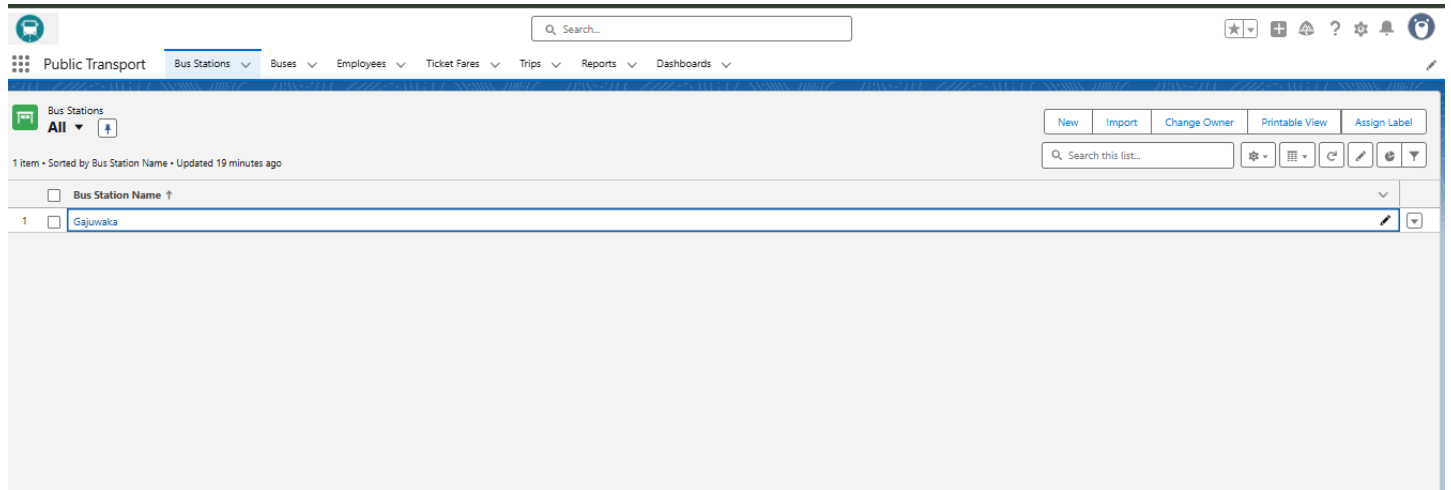 Search...
Public Transport Bus Stations Buses Employees Ticket Fares Trips Reports Dashboards
Bus Stations
All
New Import Change Owner Printable View Assign Label
1 item • Sorted by Bus Station Name • Updated 19 minutes ago
Search this list...
Bus Station Name ↑
1 Gajuwaka